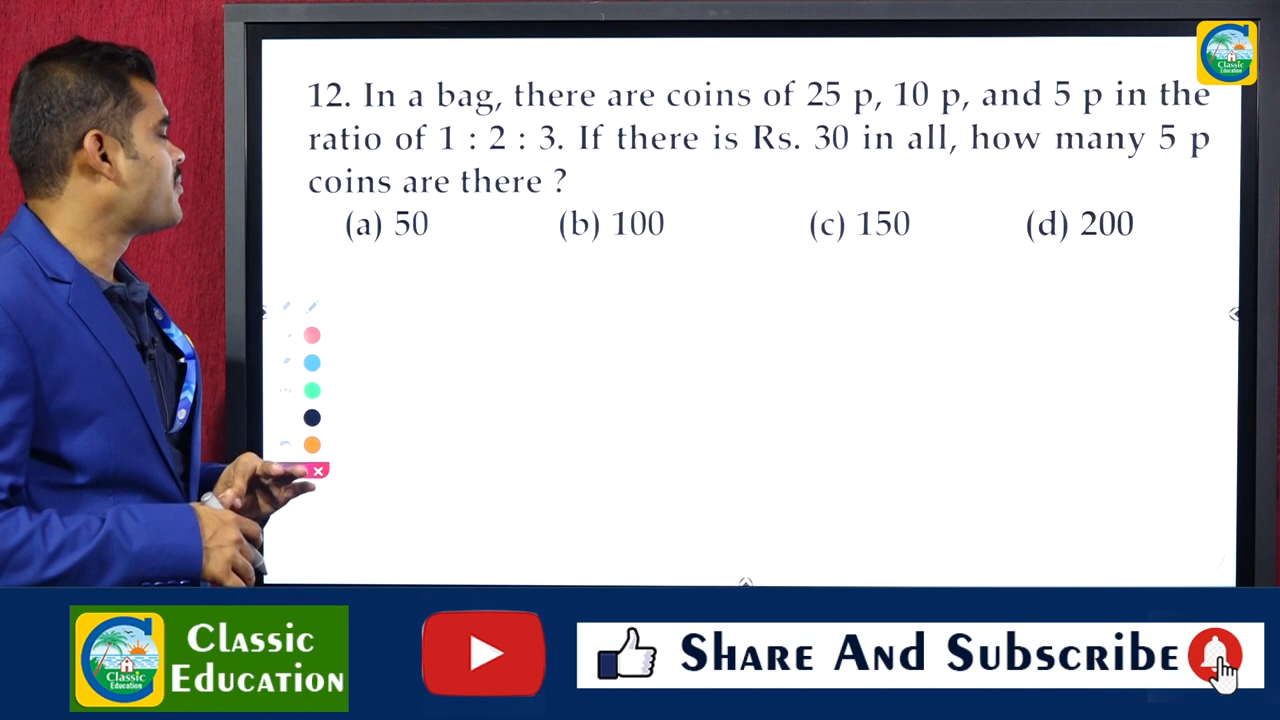 Classic
Education
12. In a bag, there are coins of 25 p, 10 p, and 5 p in the
ratio of 1 : 2 : 3. If there is Rs. 30 in all, how many 5 p
coins are there ?
(a) 50 (b) 100 (c) 150 (d) 200
Classic
Education
Classic
Education
Share And Subscribe